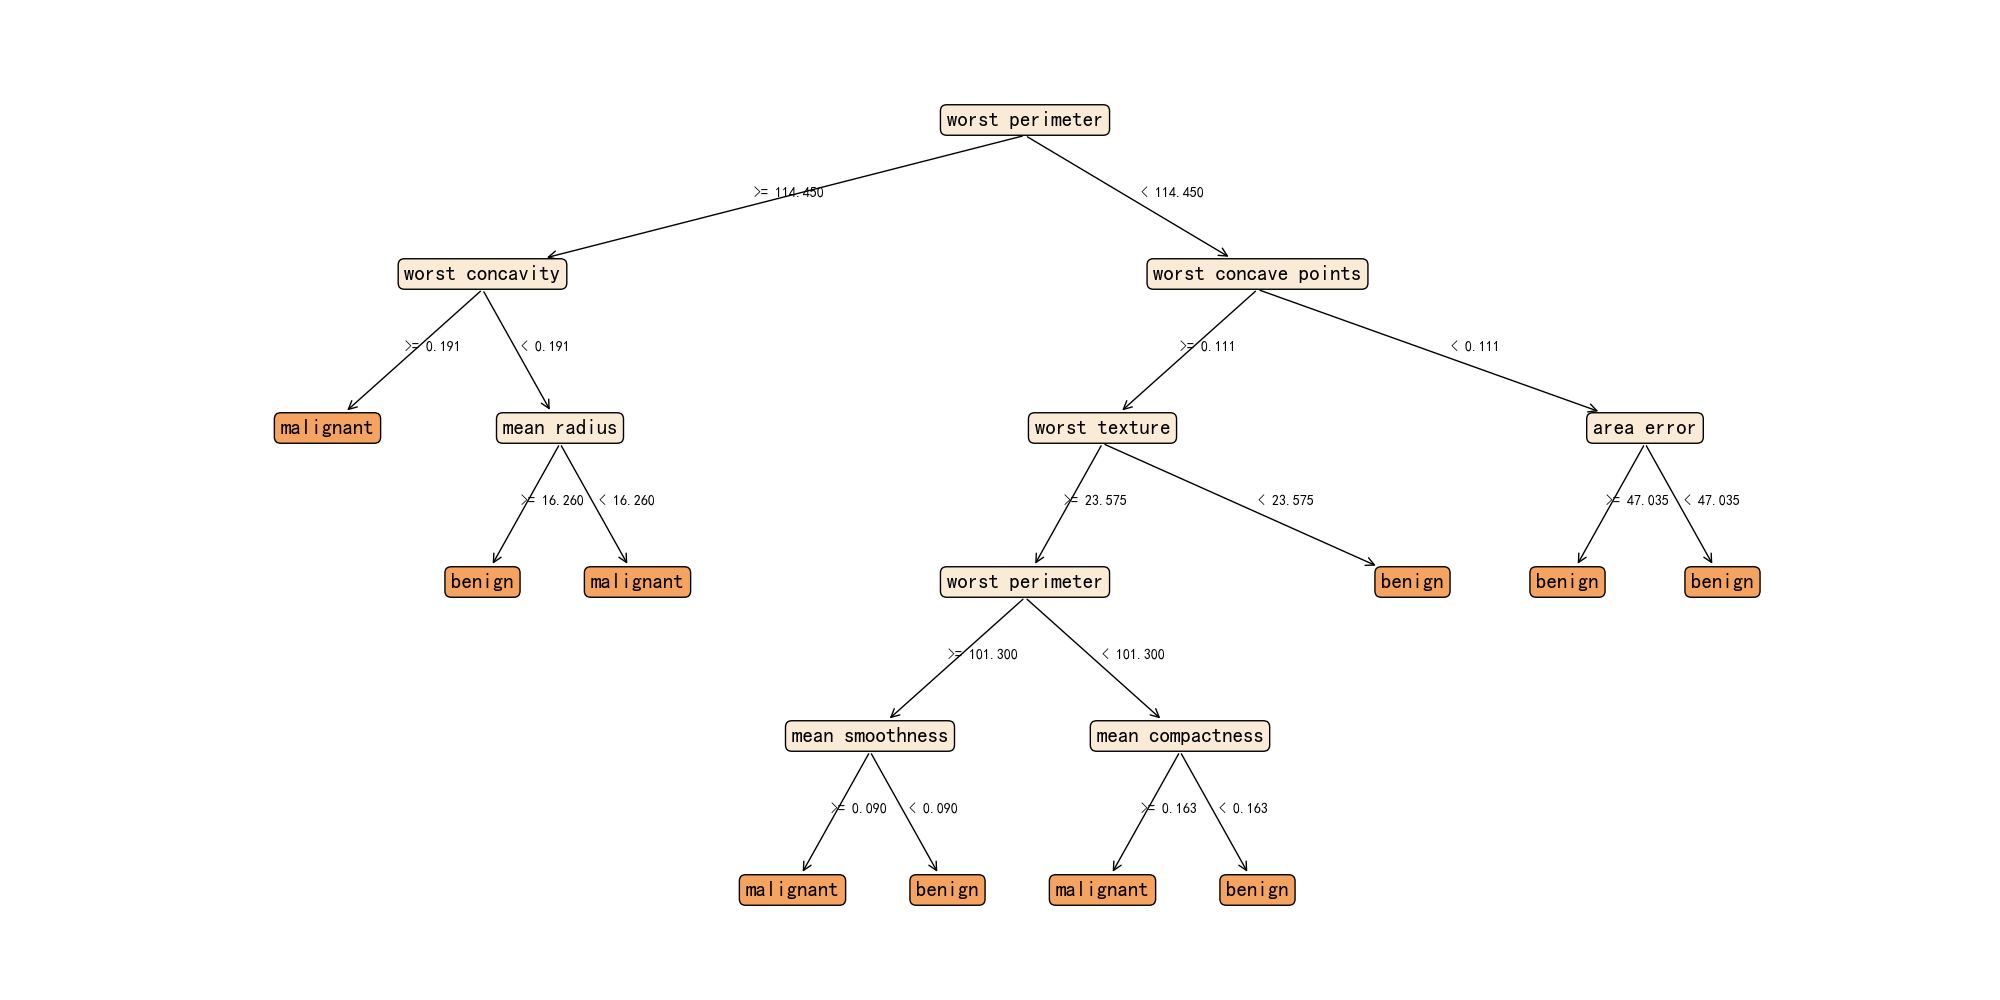 worst perimeter
>= 114.450
< 114.450
worst concavity
worst concave points
>= 0.191
< 0.191
>= 0.111
< 0.111
malignant
mean radius
worst texture
area error
>= 16.260
< 16.260
>= 23.575
< 23.575
>= 47.035
< 47.035
benign
malignant
worst perimeter
benign
benign
benign
>= 101.300
< 101.300
mean smoothness
mean compactness
>= 0.090
< 0.090
>= 0.163
< 0.163
malignant
benign
malignant
benign